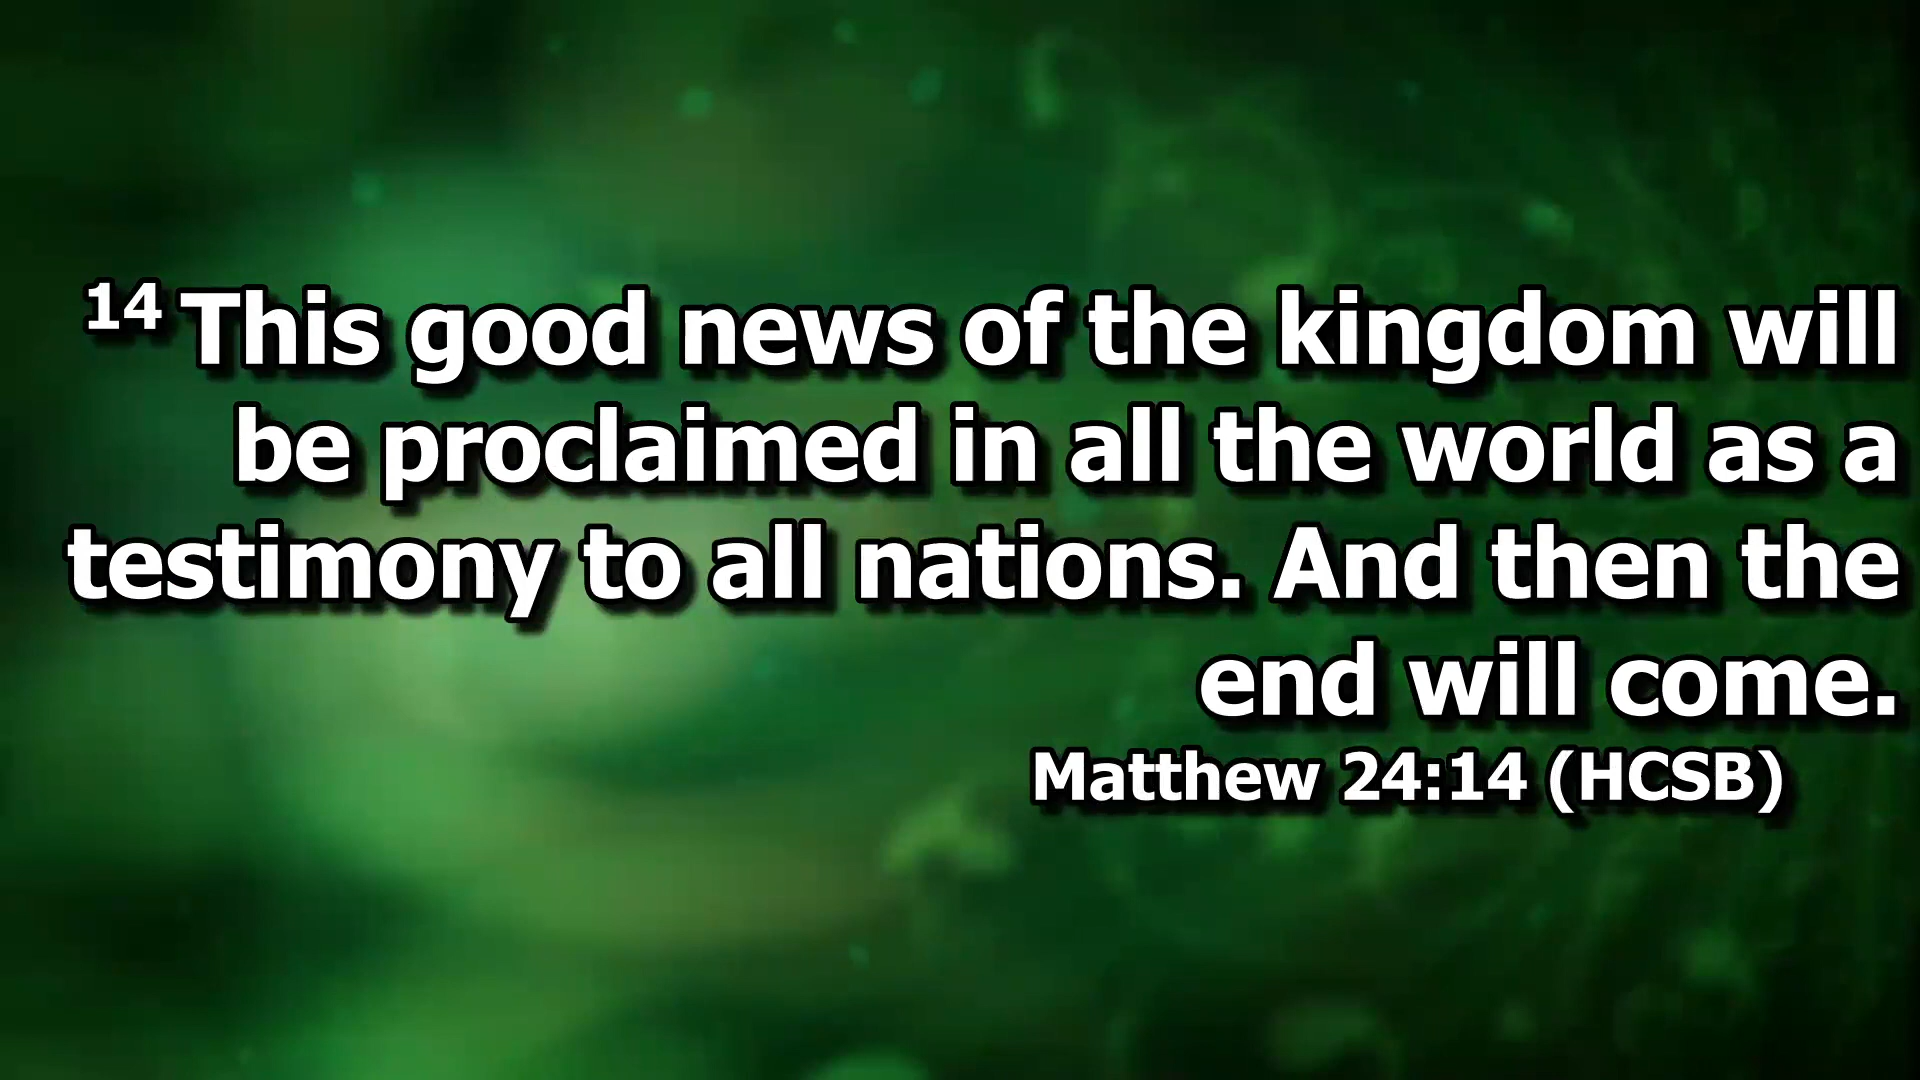 14 This good news of the kingdom will
be proclaimed in all the world as a
testimony to all nations. And then the
end will come.
Matthew 24:14 (HCSB)